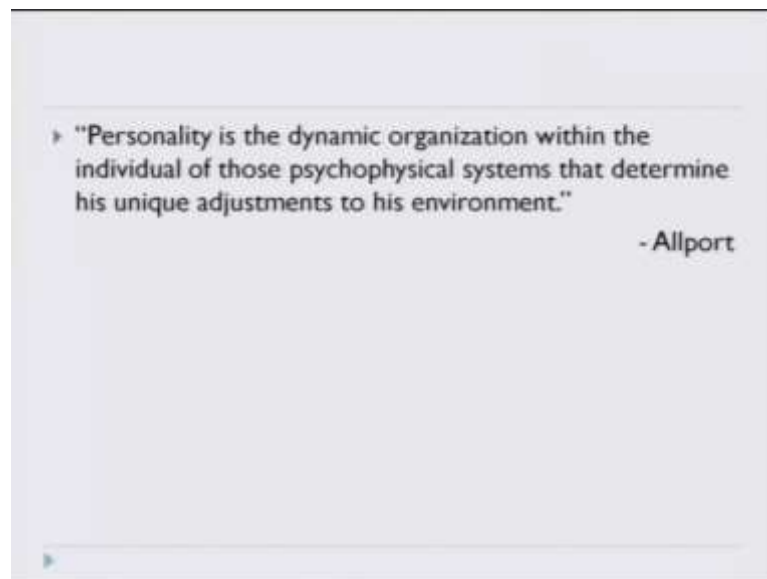 "Personality is the dynamic organization within the
individual of those psychophysical systems that determine
his unique adjustments to his environment."
- Allport